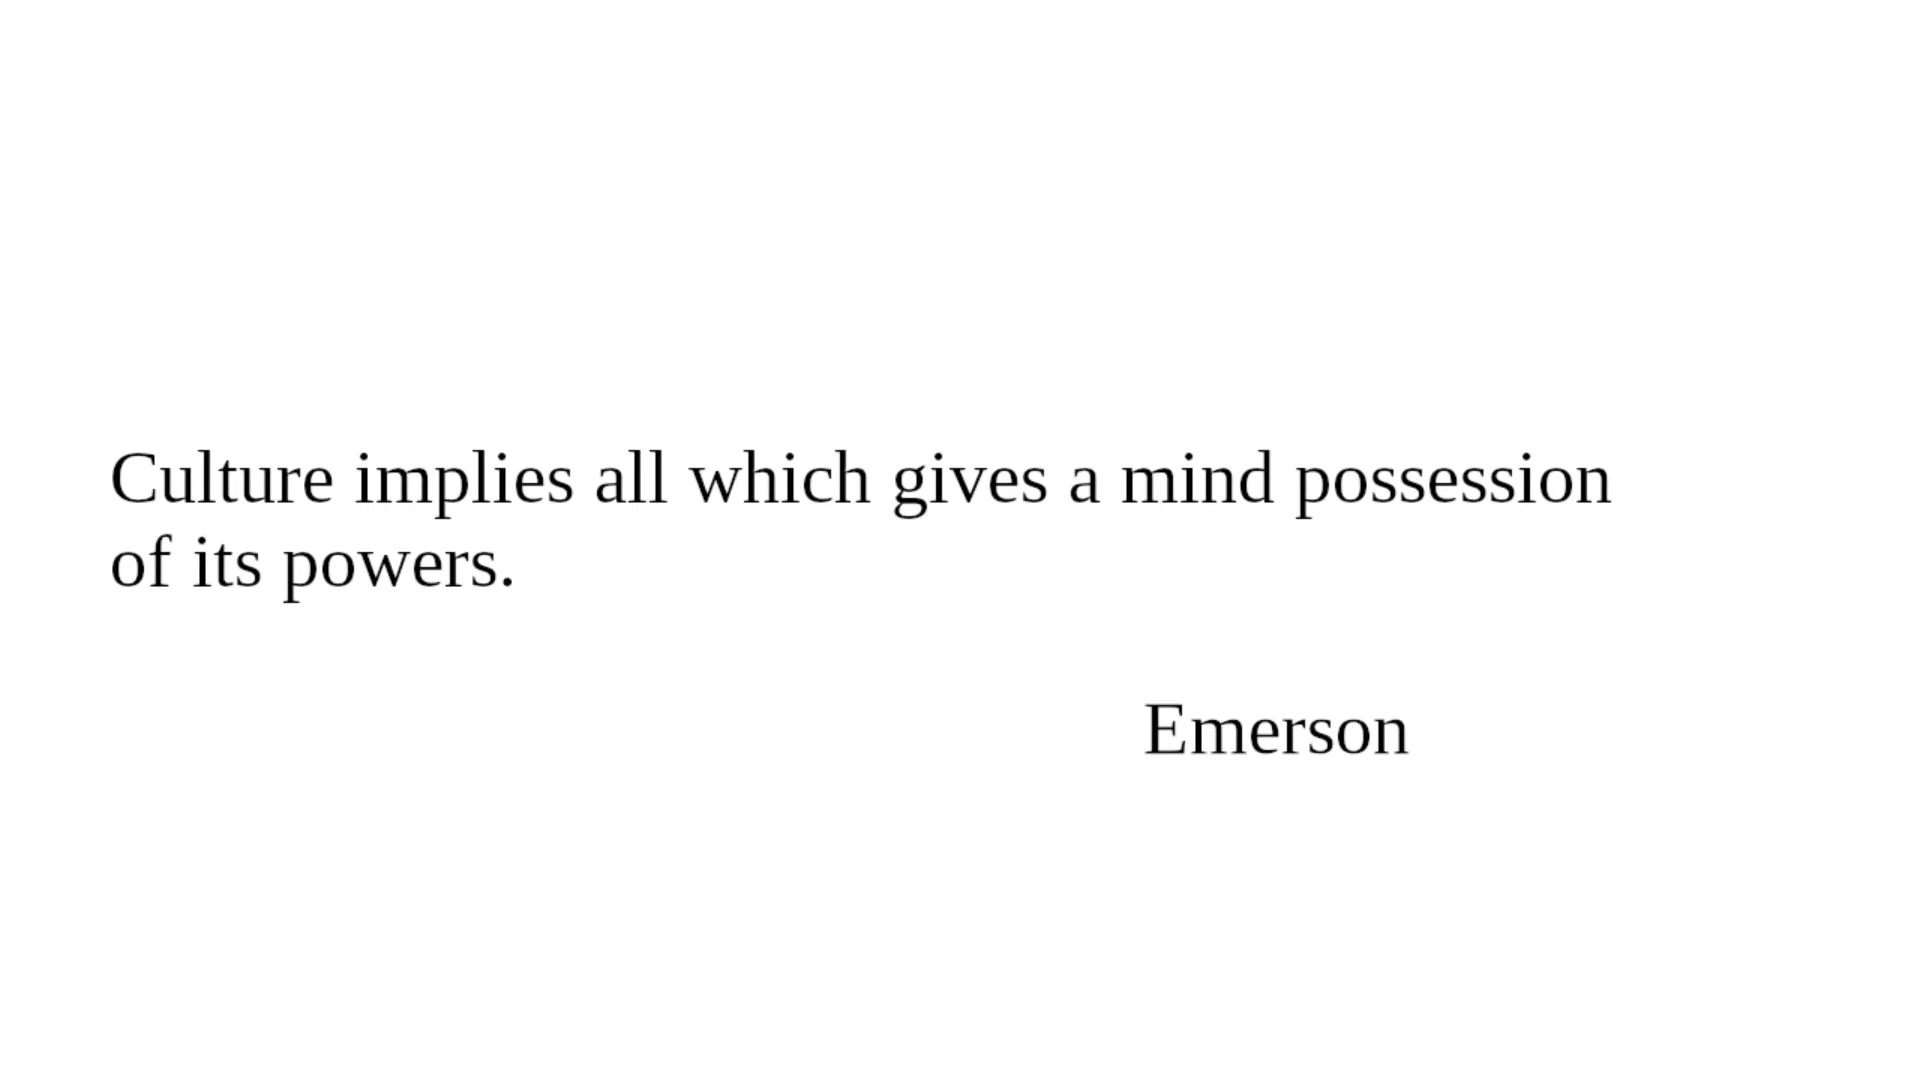 Culture implies all which gives a mind possession
of its powers.
Emerson